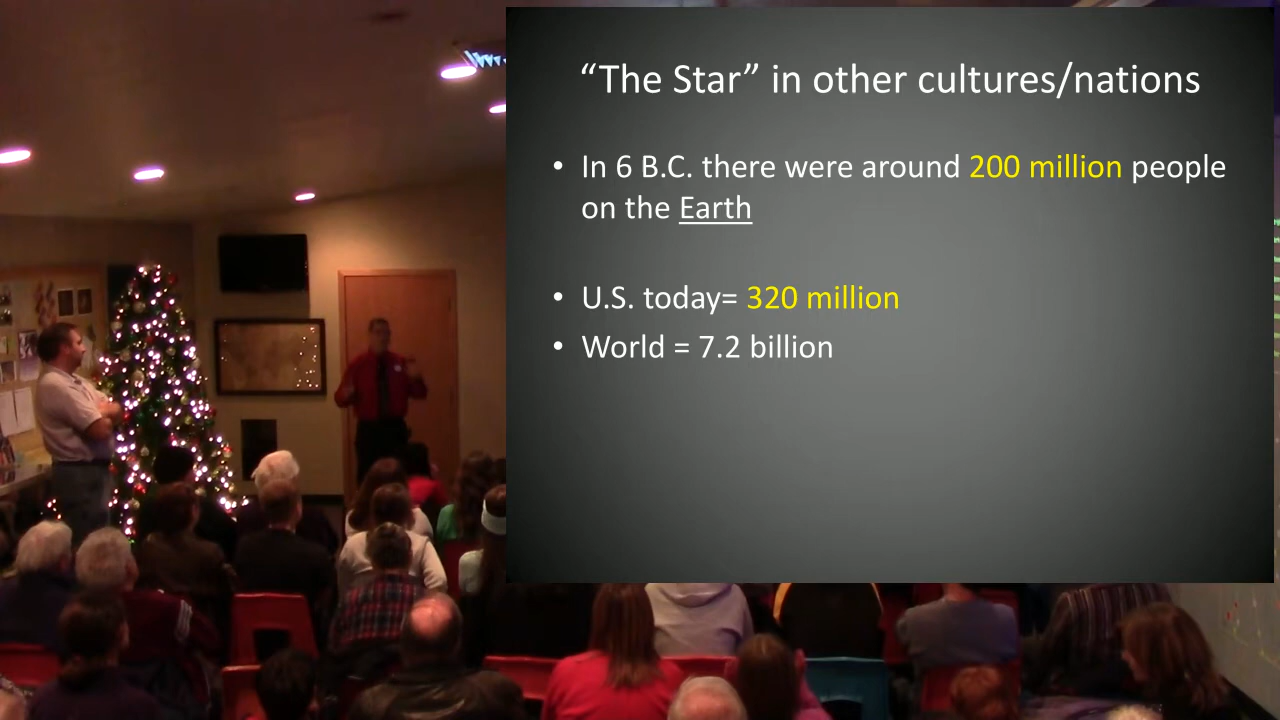 “The Star” in other cultures/nations
• In 6 B.C. there were around 200 million people
on the Earth
• U.S. today= 320 million
• World = 7.2 billion